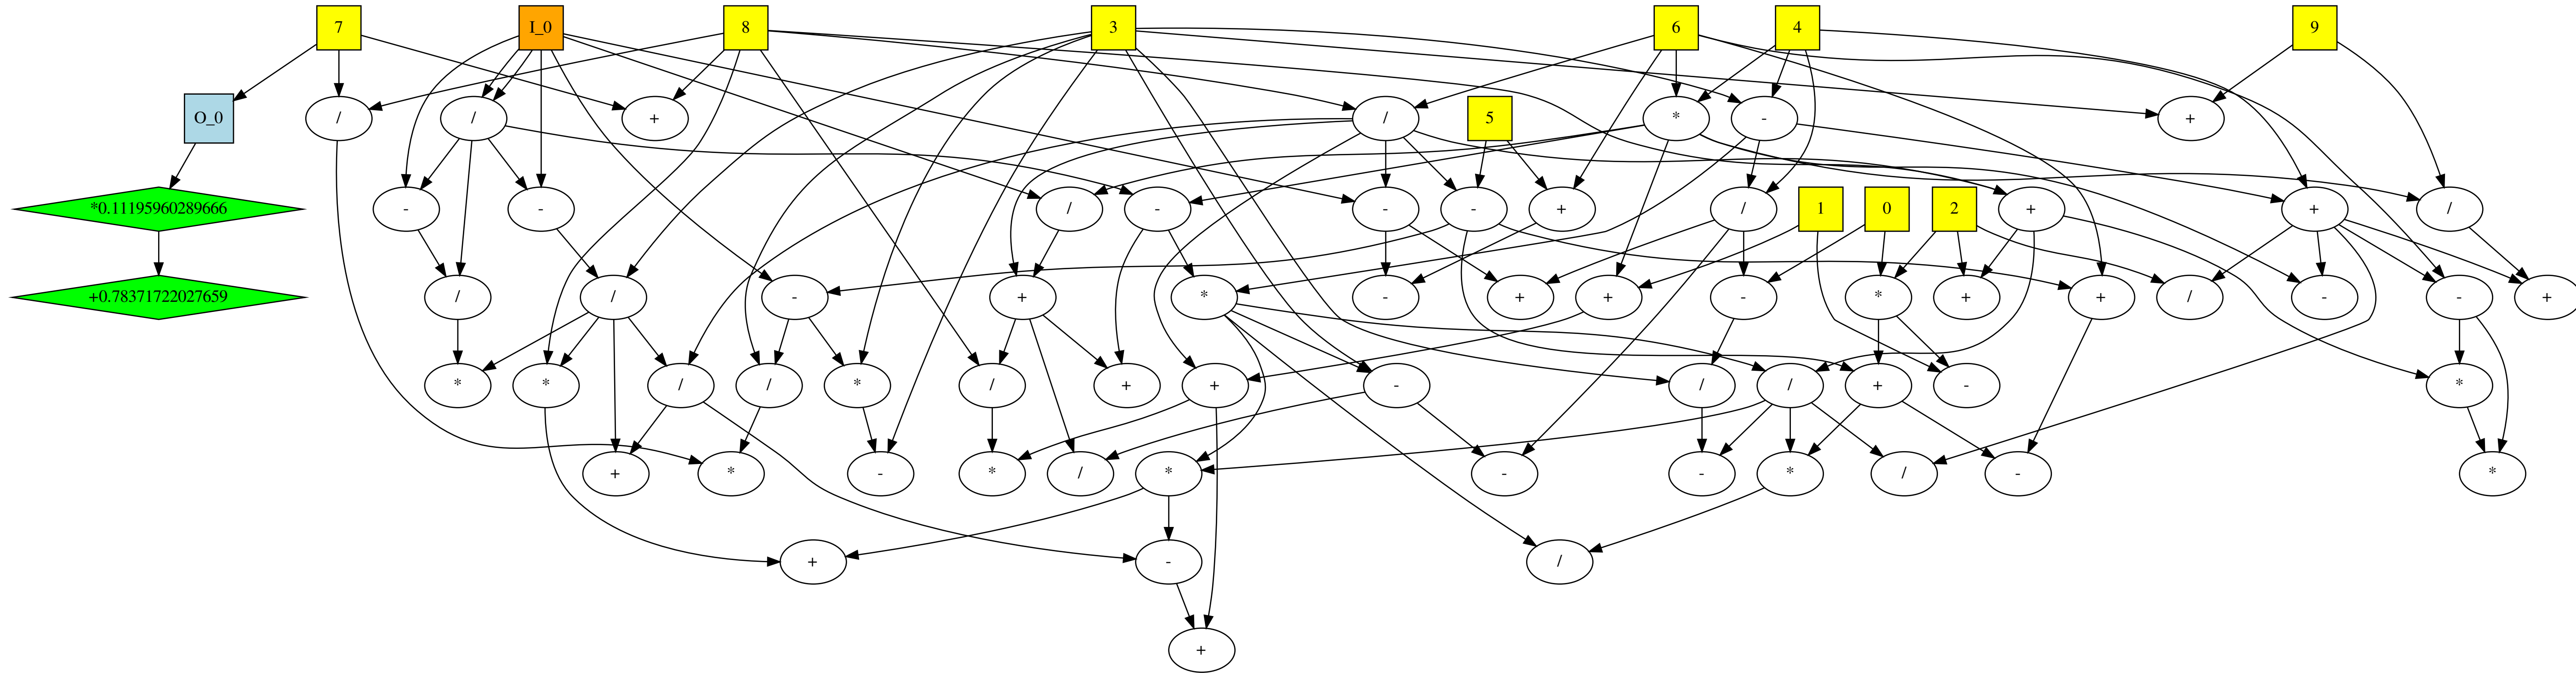 7 I_0 8 3 6 4 9
O_0 / / + / 5 * - +
*0.11195960289666 - - / - - - + / 1 0 2 + + /
+0.78371722027659 / / - + * - + + - * + + / - - +
* * / / * / + + - / / + - *
+ * - * / * - - * / - *
+ - /
+